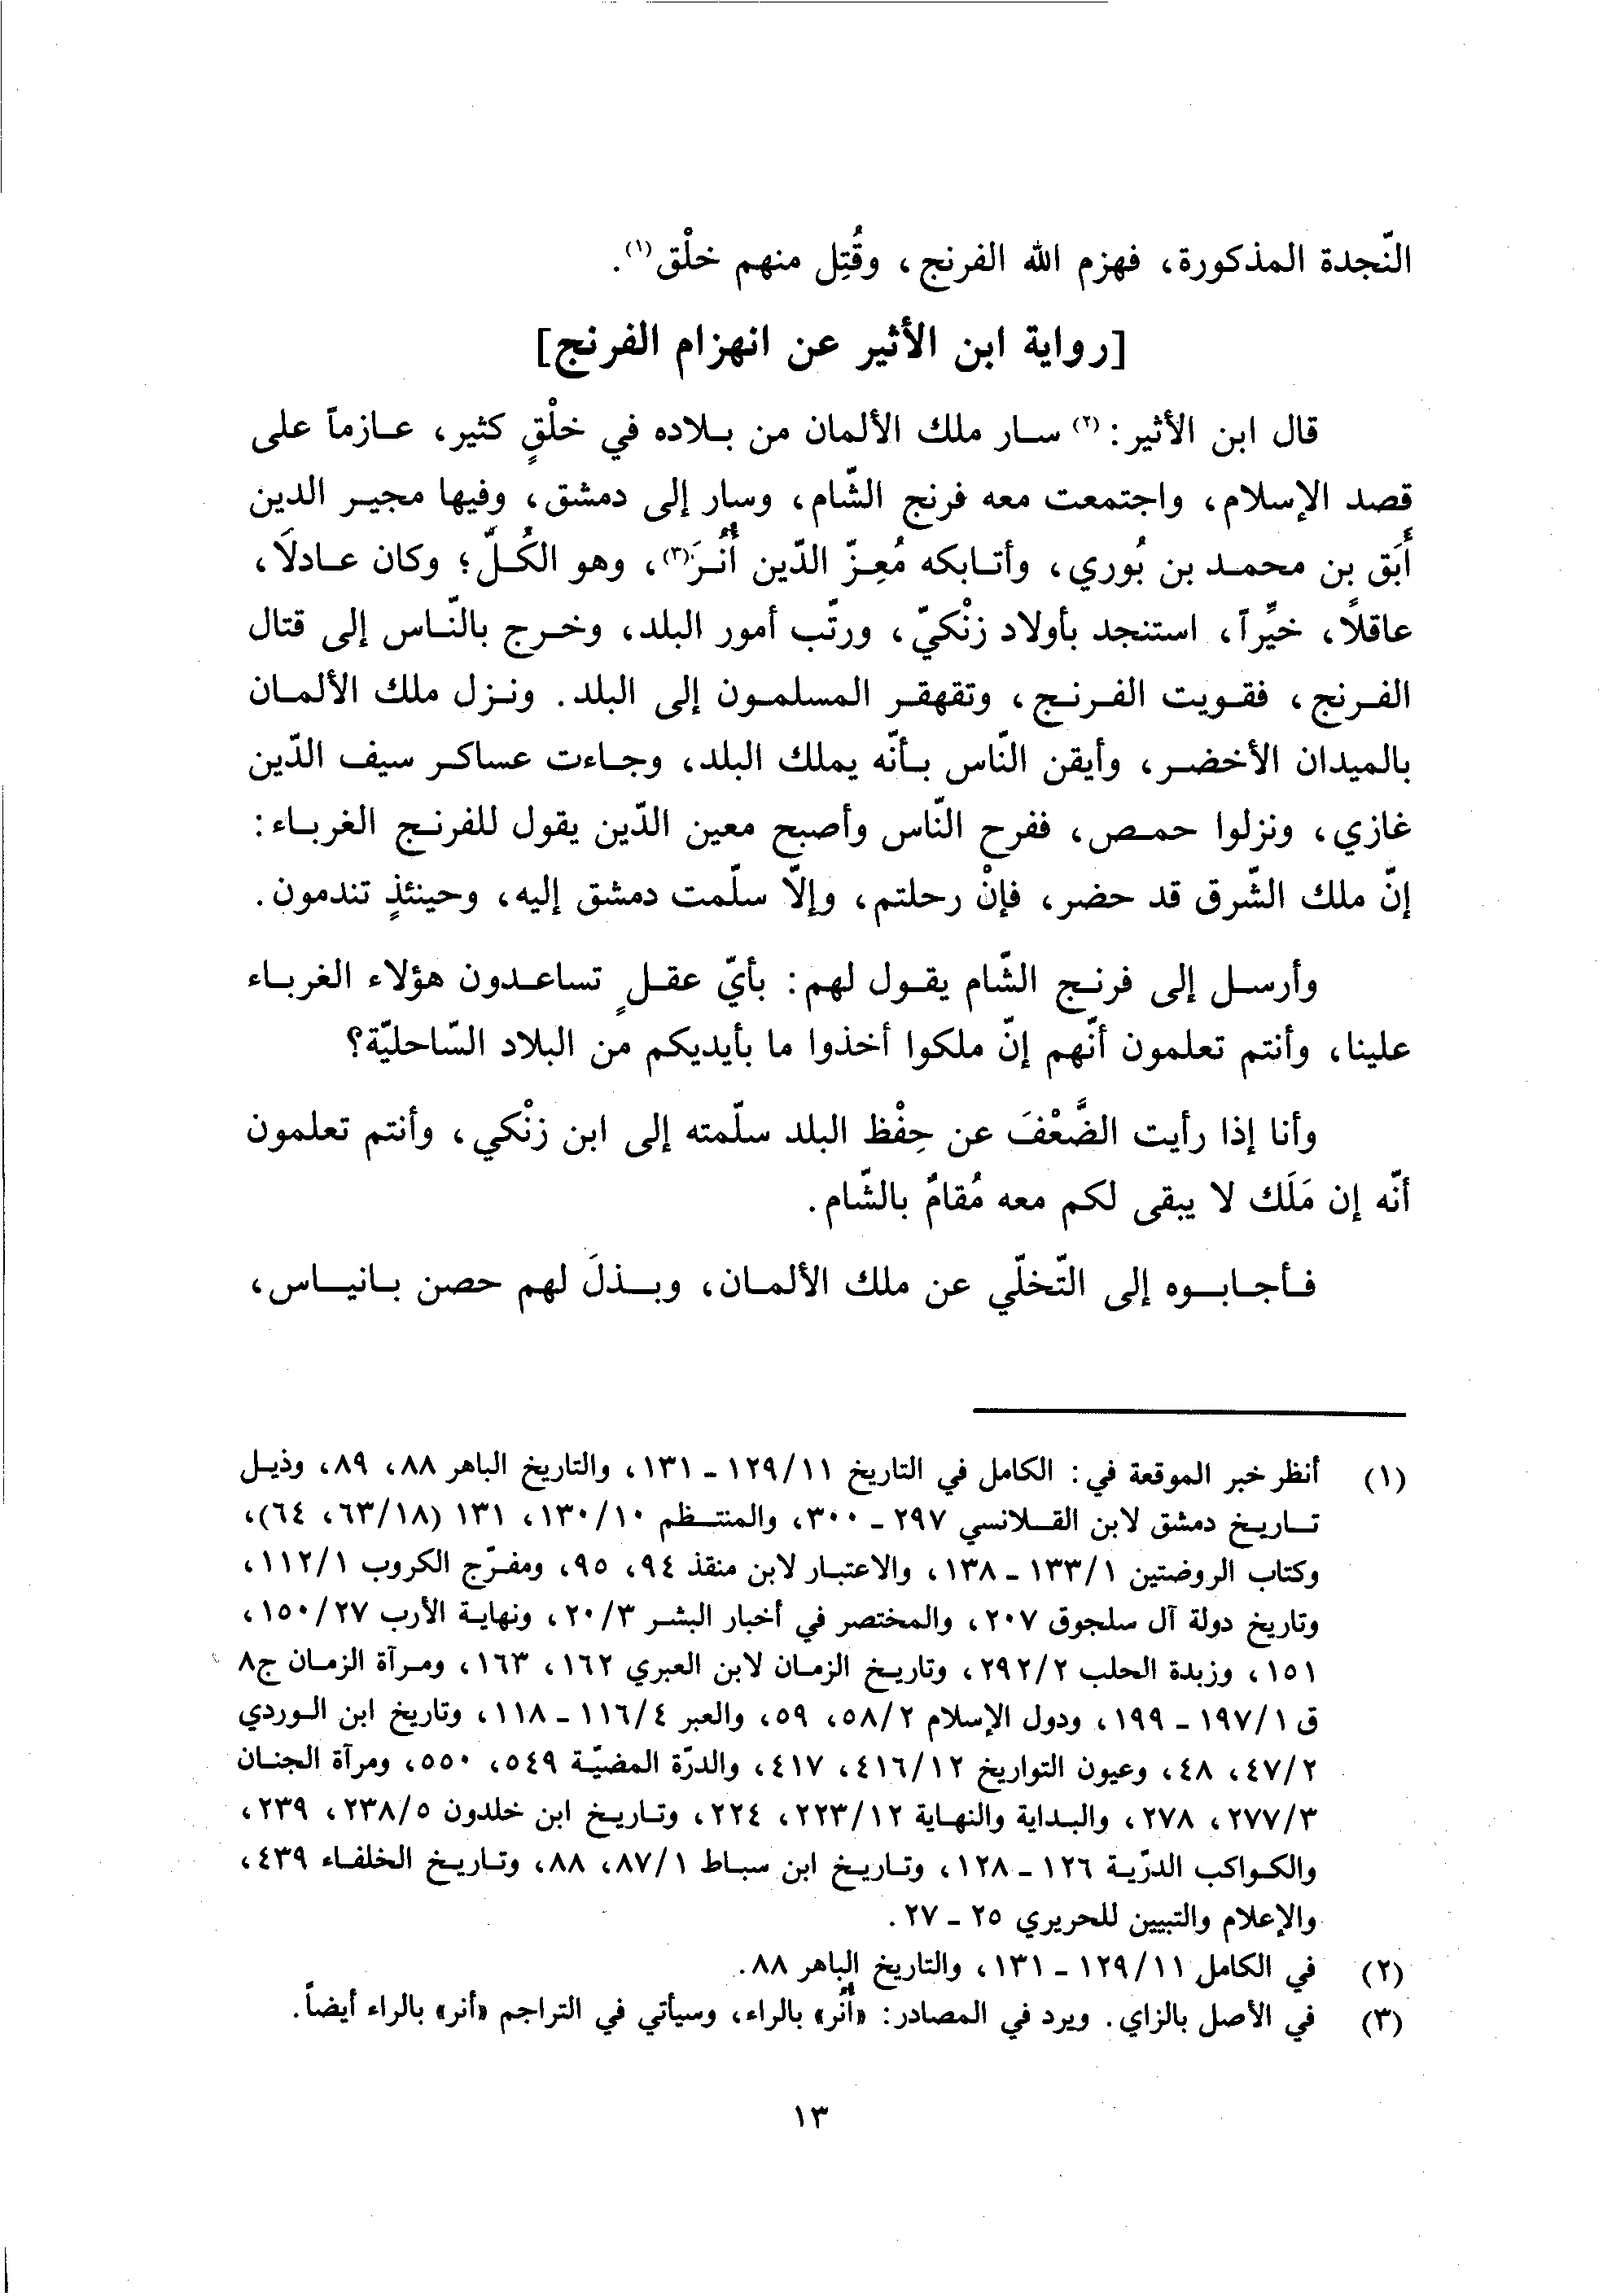 النّجدة المذكورة، فهزم الله الفرنج، وقُتِل منهم خلْق(١).
[رواية ابن الأثير عن انهزام الفرنج]
قال ابن الأثير:(٢) سار ملك الألمان من بلاده في خلْقٍ كثير، عازماً على
قصد الإسلام، واجتمعت معه فرنج الشّام، وسار إلى دمشق، وفيها مجير الدين
أَبَق بن محمد بن بُوري، وأتابكه مُعِزّ الدّين أُنُرَ(٣)، وهو الكُلّ؛ وكان عادلاً،
عاقلاً، خيِّراً، استنجد بأولاد زنْكيّ، ورتّب أمور البلد، وخرج بالنّاس إلى قتال
الفرنج، فقويت الفرنج، وتقهقر المسلمون إلى البلد. ونزل ملك الألمان
بالميدان الأخضر، وأيقن النّاس بأنّه يملك البلد، وجاءت عساكر سيف الدّين
غازي، ونزلوا حمص، ففرح النّاس وأصبح معين الدّين يقول للفرنج الغرباء:
إنّ ملك الشّرق قد حضر، فإنْ رحلتم، وإلّا سلّمت دمشق إليه، وحينئذٍ تندمون.
وأرسل إلى فرنج الشّام يقول لهم: بأيّ عقلٍ تساعدون هؤلاء الغرباء
علينا، وأنتم تعلمون أنّهم إنّ ملكوا أخذوا ما بأيديكم من البلاد السّاحليّة؟
وأنا إذا رأيت الضَّعْفَ عن حِفْظ البلد سلّمته إلى ابن زنْكي، وأنتم تعلمون
أنّه إن مَلَك لا يبقى لكم معه مُقامٌ بالشّام.
فأجابوه إلى التّخلّي عن ملك الألمان، وبذلَ لهم حصن بانياس،
(١) أنظر خبر الموقعة في: الكامل في التاريخ ١٢٩/١١ - ١٣١، والتاريخ الباهر ٨٨، ٨٩، وذيل
تاريخ دمشق لابن القلانسي ٢٩٧ - ٣٠٠، والمنتظم ١٣٠/١٠، ١٣١ (٦٣/١٨، ٦٤)،
وكتاب الروضتين ١٣٣/١ - ١٣٨، والاعتبار لابن منقذ ٩٤، ٩٥، ومفرّج الكروب ١١٢/١،
وتاريخ دولة آل سلجوق ٢٠٧، والمختصر في أخبار البشر ٢٠/٣، ونهاية الأرب ١٥٠/٢٧،
١٥١، وزبدة الحلب ٢٩٢/٢، وتاريخ الزمان لابن العبري ١٦٢، ١٦٣، ومرآة الزمان ج٨
ق ١٩٧/١ - ١٩٩، ودول الإسلام ٥٨/٢، ٥٩، والعبر ١١٦/٤ - ١١٨، وتاريخ ابن الوردي
٤٧/٢، ٤٨، وعيون التواريخ ٤١٦/١٢، ٤١٧، والدرّة المضيّة ٥٤٩، ٥٥٠، ومرآة الجنان
٢٧٧/٣، ٢٧٨، والبداية والنهاية ٢٢٣/١٢، ٢٢٤، وتاريخ ابن خلدون ٢٣٨/٥، ٢٣٩،
والكواكب الدرّية ١٢٦ - ١٢٨، وتاريخ ابن سباط ٨٧/١، ٨٨، وتاريخ الخلفاء ٤٣٩،
والإعلام والتبيين للحريري ٢٥ - ٢٧.
(٢) في الكامل ١٢٩/١١ - ١٣١، والتاريخ الباهر ٨٨.
(٣) في الأصل بالزاي. ويرد في المصادر: «أُنُر» بالراء، وسيأتي في التراجم «أنر» بالراء أيضاً.
١٣